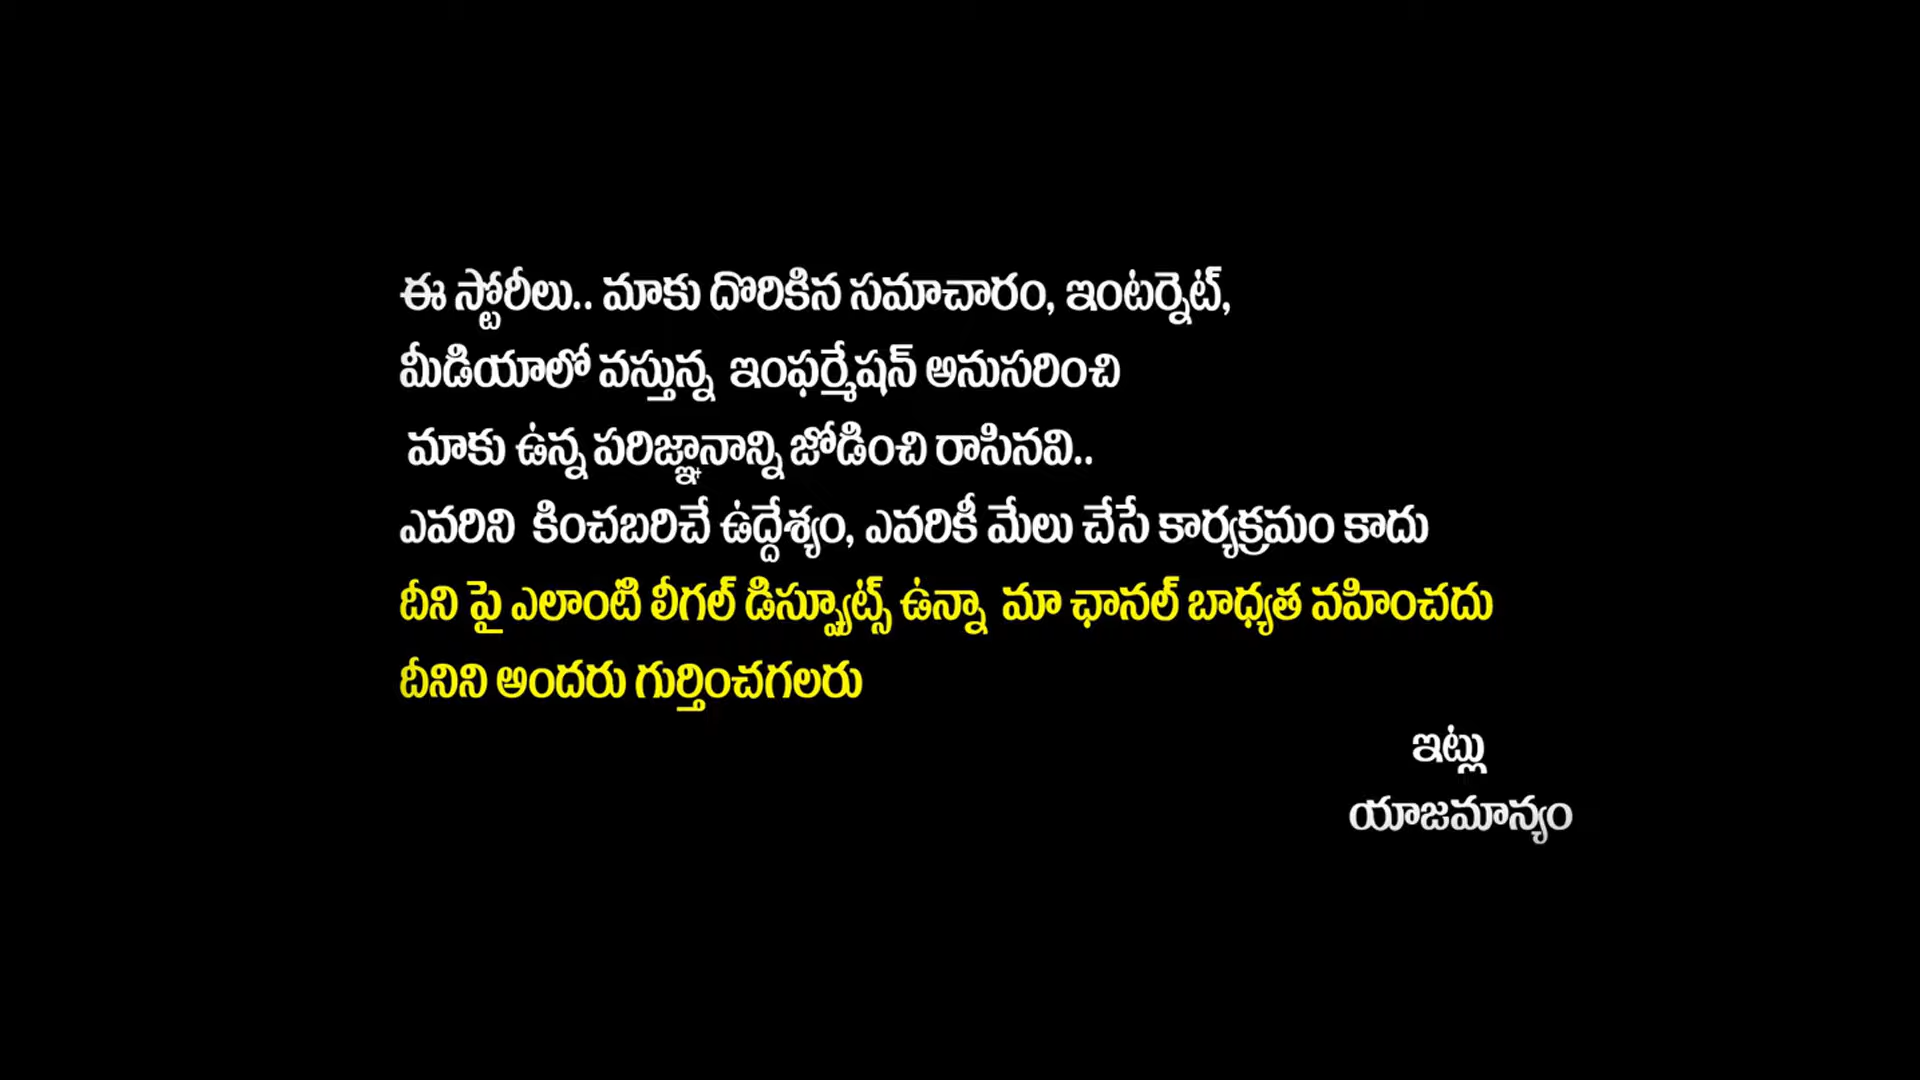 ఈ స్టోరీలు.. మాకు దొరికిన సమాచారం, ఇంటర్నెట్,
మీడియాలో వస్తున్న ఇంఫర్మేషన్ అనుసరించి
మాకు ఉన్న పరిజ్ఞానాన్ని జోడించి రాసినవి..
ఎవరిని కించబరిచే ఉద్దేశ్యం, ఎవరికీ మేలు చేసే కార్యక్రమం కాదు
దీని పై ఎలాంటి లీగల్ డిస్ప్యూట్స్ ఉన్నా మా ఛానల్ బాధ్యత వహించదు
దీనిని అందరు గుర్తించగలరు
ఇట్లు
యాజమాన్యం